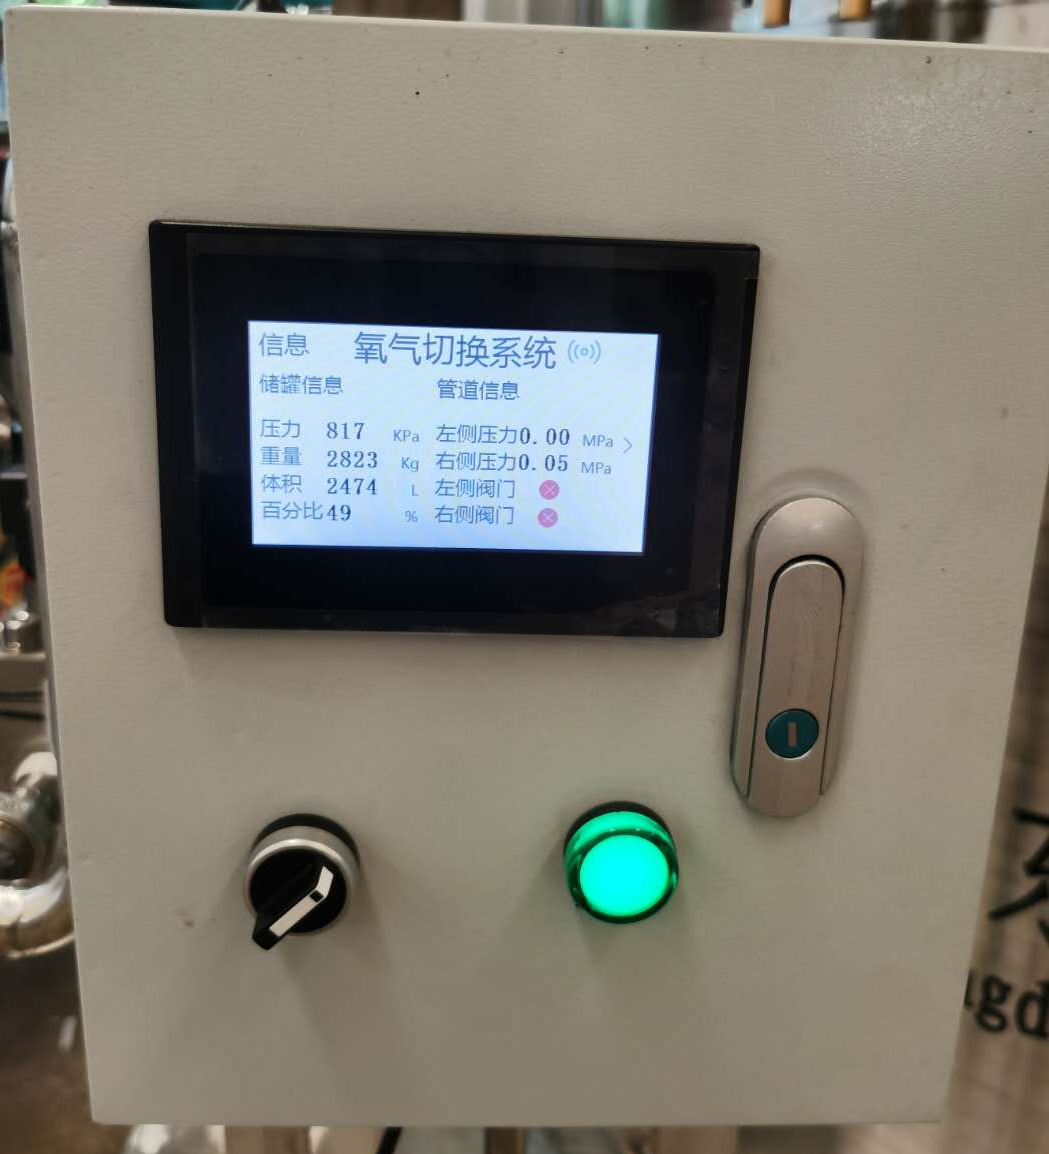 信息 氧气切换系统
储罐信息 管道信息
压力 817 KPa 左侧压力0.00 MPa
重量 2823 Kg 右侧压力0.05 MPa
体积 2474 L 左侧阀门
百分比49 % 右侧阀门
gd